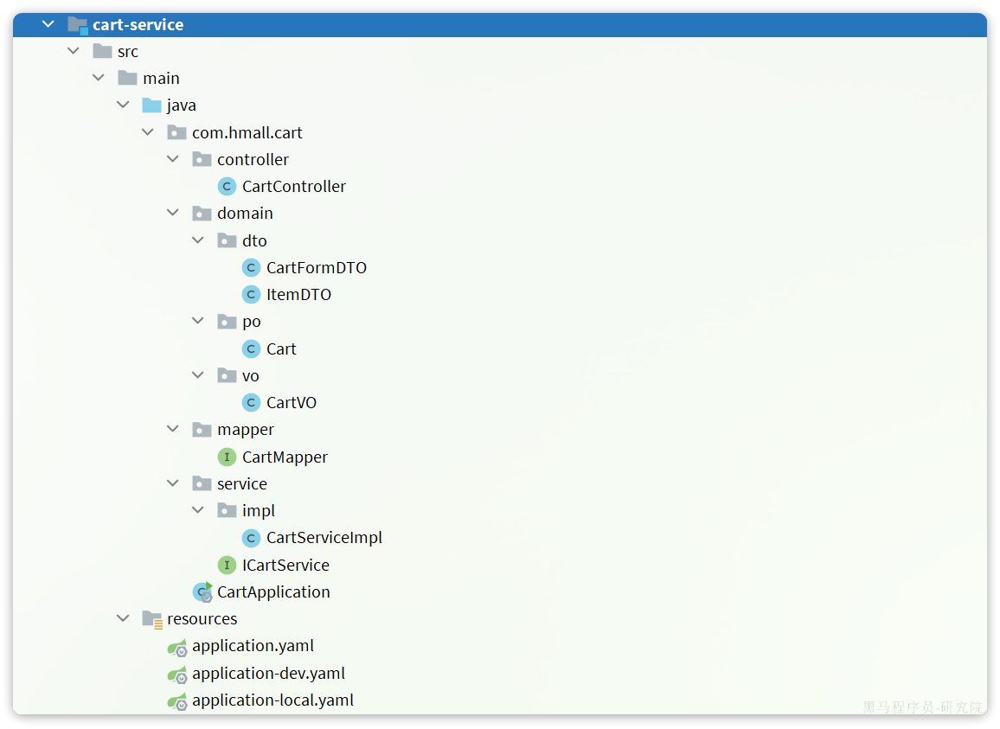 cart-service
src
main
java
com.hmall.cart
controller
C CartController
domain
dto
C CartFormDTO
C ItemDTO
po
C Cart
vo
C CartVO
mapper
I CartMapper
service
impl
C CartServiceImpl
I ICartService
C CartApplication
resources
application.yaml
application-dev.yaml
application-local.yaml
黑马程序员-研究院